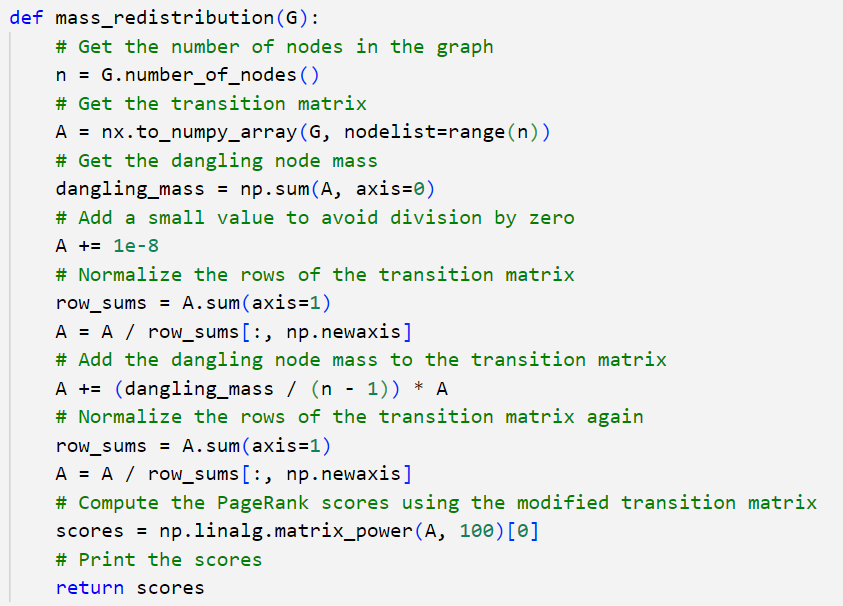 def mass_redistribution(G):
    # Get the number of nodes in the graph
    n = G.number_of_nodes()
    # Get the transition matrix
    A = nx.to_numpy_array(G, nodelist=range(n))
    # Get the dangling node mass
    dangling_mass = np.sum(A, axis=0)
    # Add a small value to avoid division by zero
    A += 1e-8
    # Normalize the rows of the transition matrix
    row_sums = A.sum(axis=1)
    A = A / row_sums[:, np.newaxis]
    # Add the dangling node mass to the transition matrix
    A += (dangling_mass / (n - 1)) * A
    # Normalize the rows of the transition matrix again
    row_sums = A.sum(axis=1)
    A = A / row_sums[:, np.newaxis]
    # Compute the PageRank scores using the modified transition matrix
    scores = np.linalg.matrix_power(A, 100)[0]
    # Print the scores
    return scores